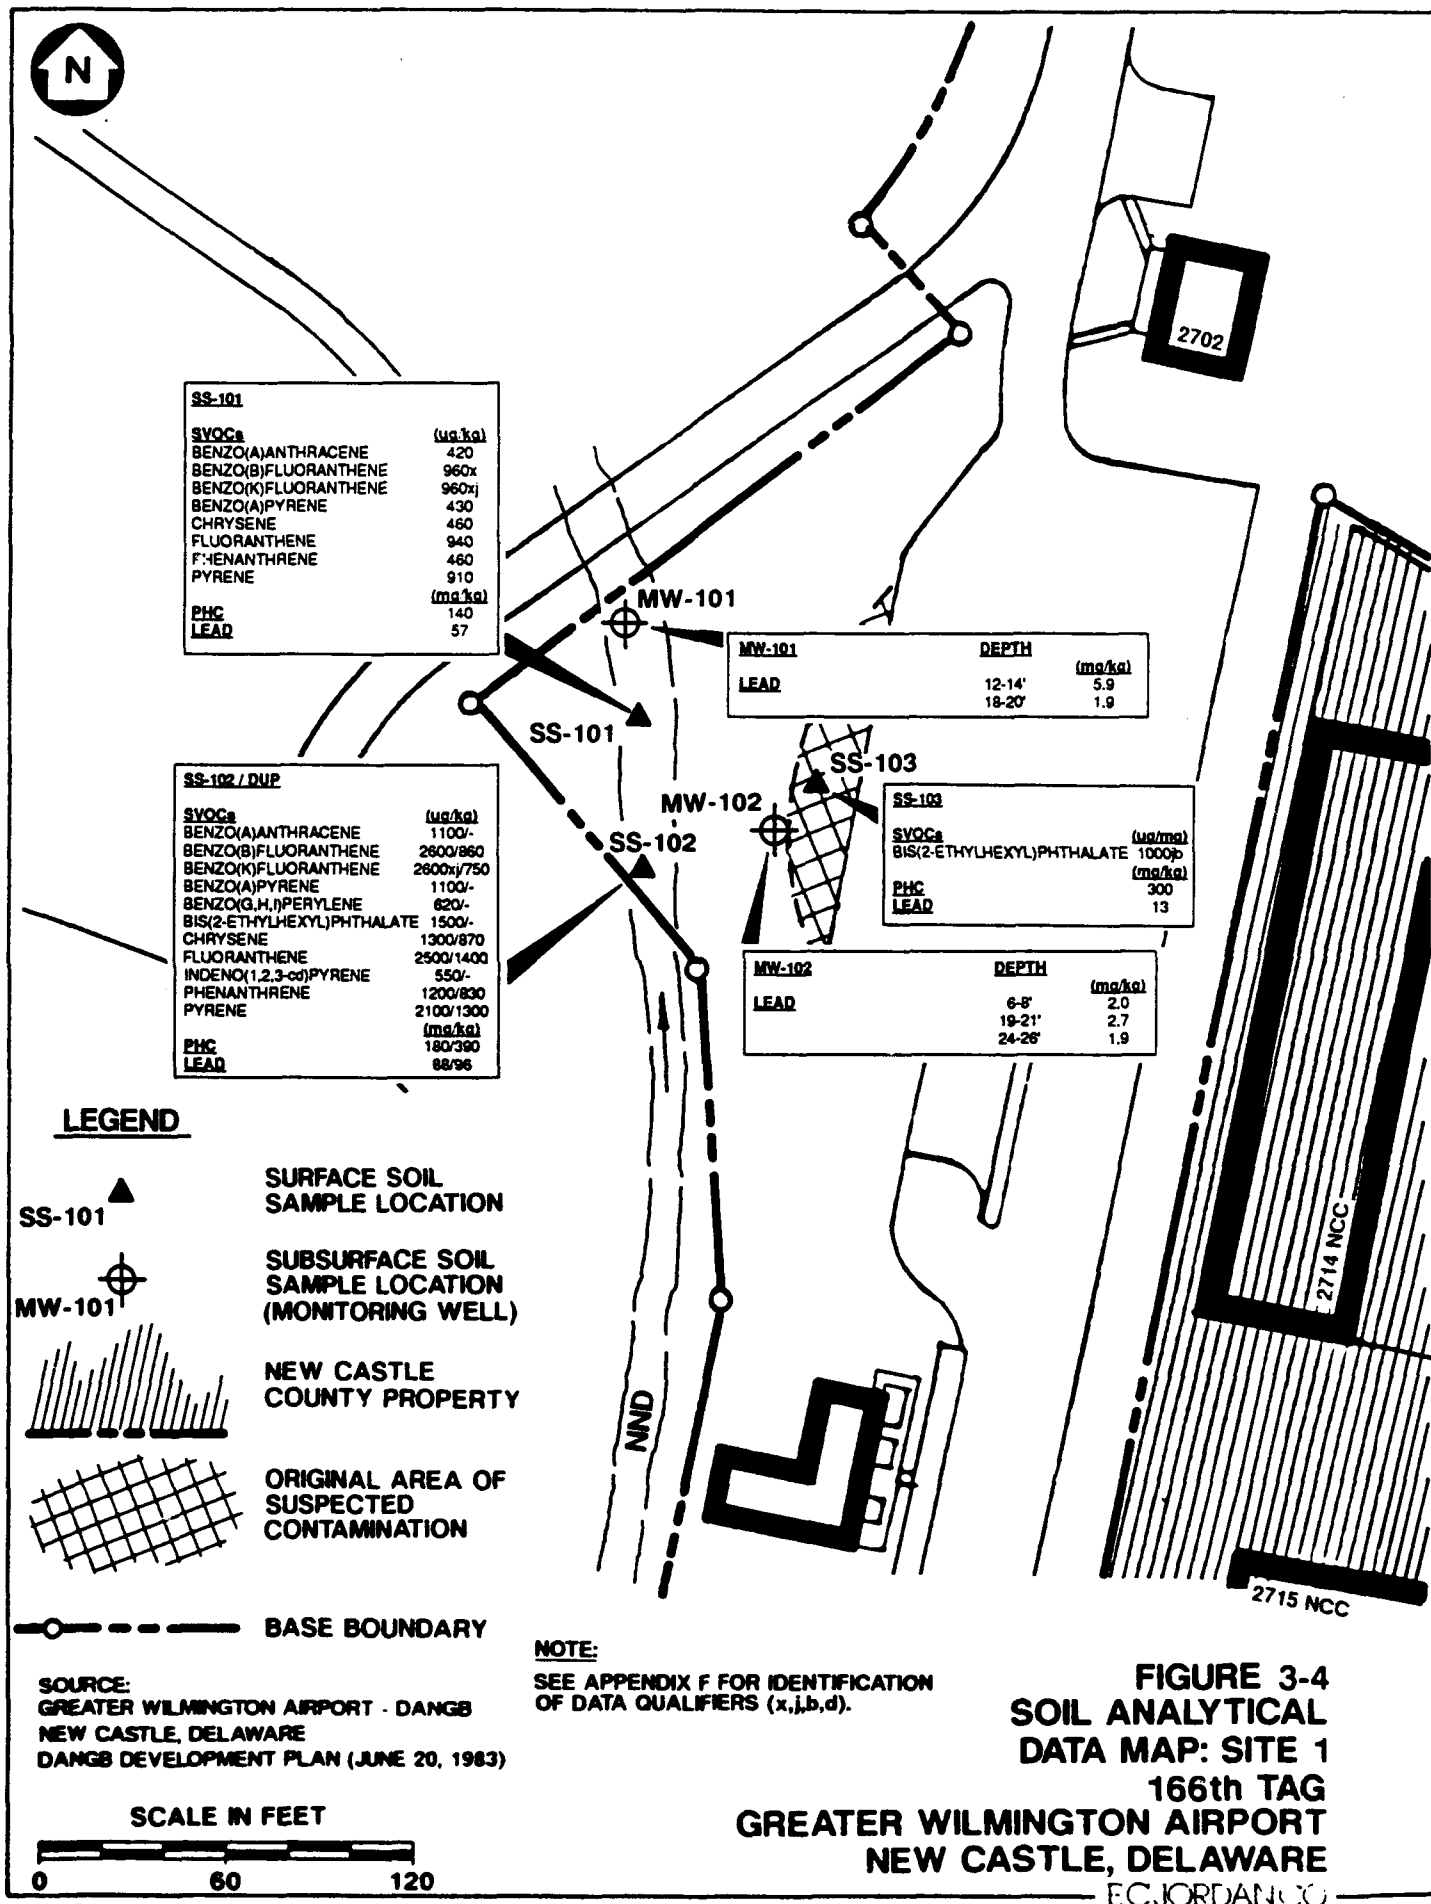 N
2702
SS-101
SVOCs (ug/kg)
BENZO(A)ANTHRACENE 420
BENZO(B)FLUORANTHENE 960x
BENZO(K)FLUORANTHENE 960xj
BENZO(A)PYRENE 430
CHRYSENE 460
FLUORANTHENE 940
PHENANTHRENE 460
PYRENE 910
(mg/kg)
PHC 140
LEAD 57
MW-101
MW-101 DEPTH
(mg/kg)
LEAD 12-14' 5.9
18-20' 1.9
SS-101
SS-103
MW-102
SS-102
SS-102 / DUP
SVOCs (ug/kg)
BENZO(A)ANTHRACENE 1100/-
BENZO(B)FLUORANTHENE 2600/860
BENZO(K)FLUORANTHENE 2600xj/750
BENZO(A)PYRENE 1100/-
BENZO(G,H,I)PERYLENE 620/-
BIS(2-ETHYLHEXYL)PHTHALATE 1500/-
CHRYSENE 1300/870
FLUORANTHENE 2500/1400
INDENO(1,2,3-cd)PYRENE 550/-
PHENANTHRENE 1200/830
PYRENE 2100/1300
(mg/kg)
PHC 180/390
LEAD 88/96
SS-103
SVOCs (ug/mg)
BIS(2-ETHYLHEXYL)PHTHALATE 1000jb
(mg/kg)
PHC 300
LEAD 13
MW-102 DEPTH
(mg/kg)
LEAD 6-8' 2.0
19-21' 2.7
24-26' 1.9
2714 NCC
NND
2715 NCC
LEGEND
SS-101
SURFACE SOIL
SAMPLE LOCATION
MW-101
SUBSURFACE SOIL
SAMPLE LOCATION
(MONITORING WELL)
NEW CASTLE
COUNTY PROPERTY
ORIGINAL AREA OF
SUSPECTED
CONTAMINATION
BASE BOUNDARY
SOURCE:
GREATER WILMINGTON AIRPORT - DANGB
NEW CASTLE, DELAWARE
DANGB DEVELOPMENT PLAN (JUNE 20, 1983)
NOTE:
SEE APPENDIX F FOR IDENTIFICATION
OF DATA QUALIFIERS (x,j,b,d).
SCALE IN FEET
0 60 120
FIGURE 3-4
SOIL ANALYTICAL
DATA MAP: SITE 1
166th TAG
GREATER WILMINGTON AIRPORT
NEW CASTLE, DELAWARE
E.C.JORDAN CO